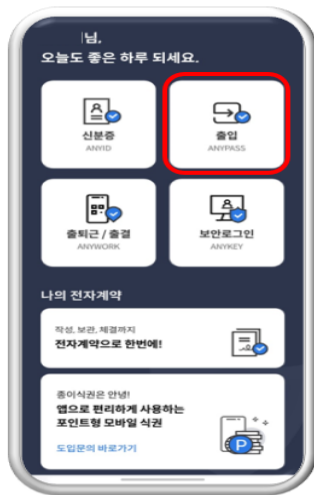 님,
오늘도 좋은 하루 되세요.
신분증
ANYID
출입
ANYPASS
출퇴근 / 출결
ANYWORK
보안로그인
ANYKEY
나의 전자계약
작성, 보관, 체결까지
전자계약으로 한번에!
종이식권은 안녕!
앱으로 편리하게 사용하는
포인트형 모바일 식권
도입문의 바로가기
P